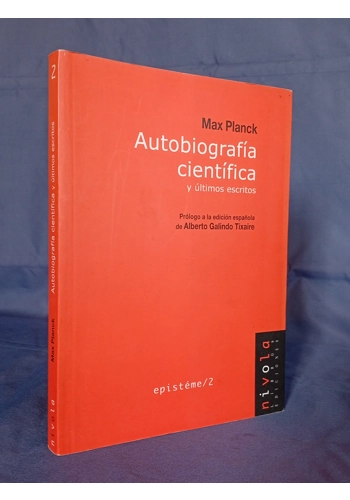 2
Autobiografía científica y últimos escritos
Max Planck
nivola
Max Planck
Autobiografía
científica
y últimos escritos
Prólogo a la edición española
de Alberto Galindo Tixaire
epistéme/2
nivola
EDICIONES